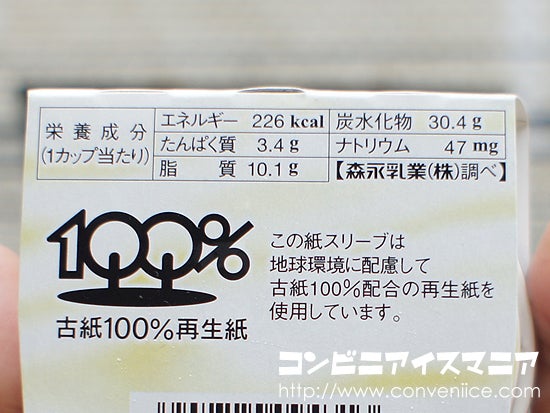 栄養成分
(1カップ当たり)
エネルギー 226 kcal 炭水化物 30.4 g
たんぱく質 3.4 g ナトリウム 47 mg
脂質 10.1 g 【森永乳業(株)調べ】
100%
古紙100%再生紙
この紙スリーブは
地球環境に配慮して
古紙100%配合の再生紙を
使用しています。
コンビニアイスマニア
http://www.conveniice.com/